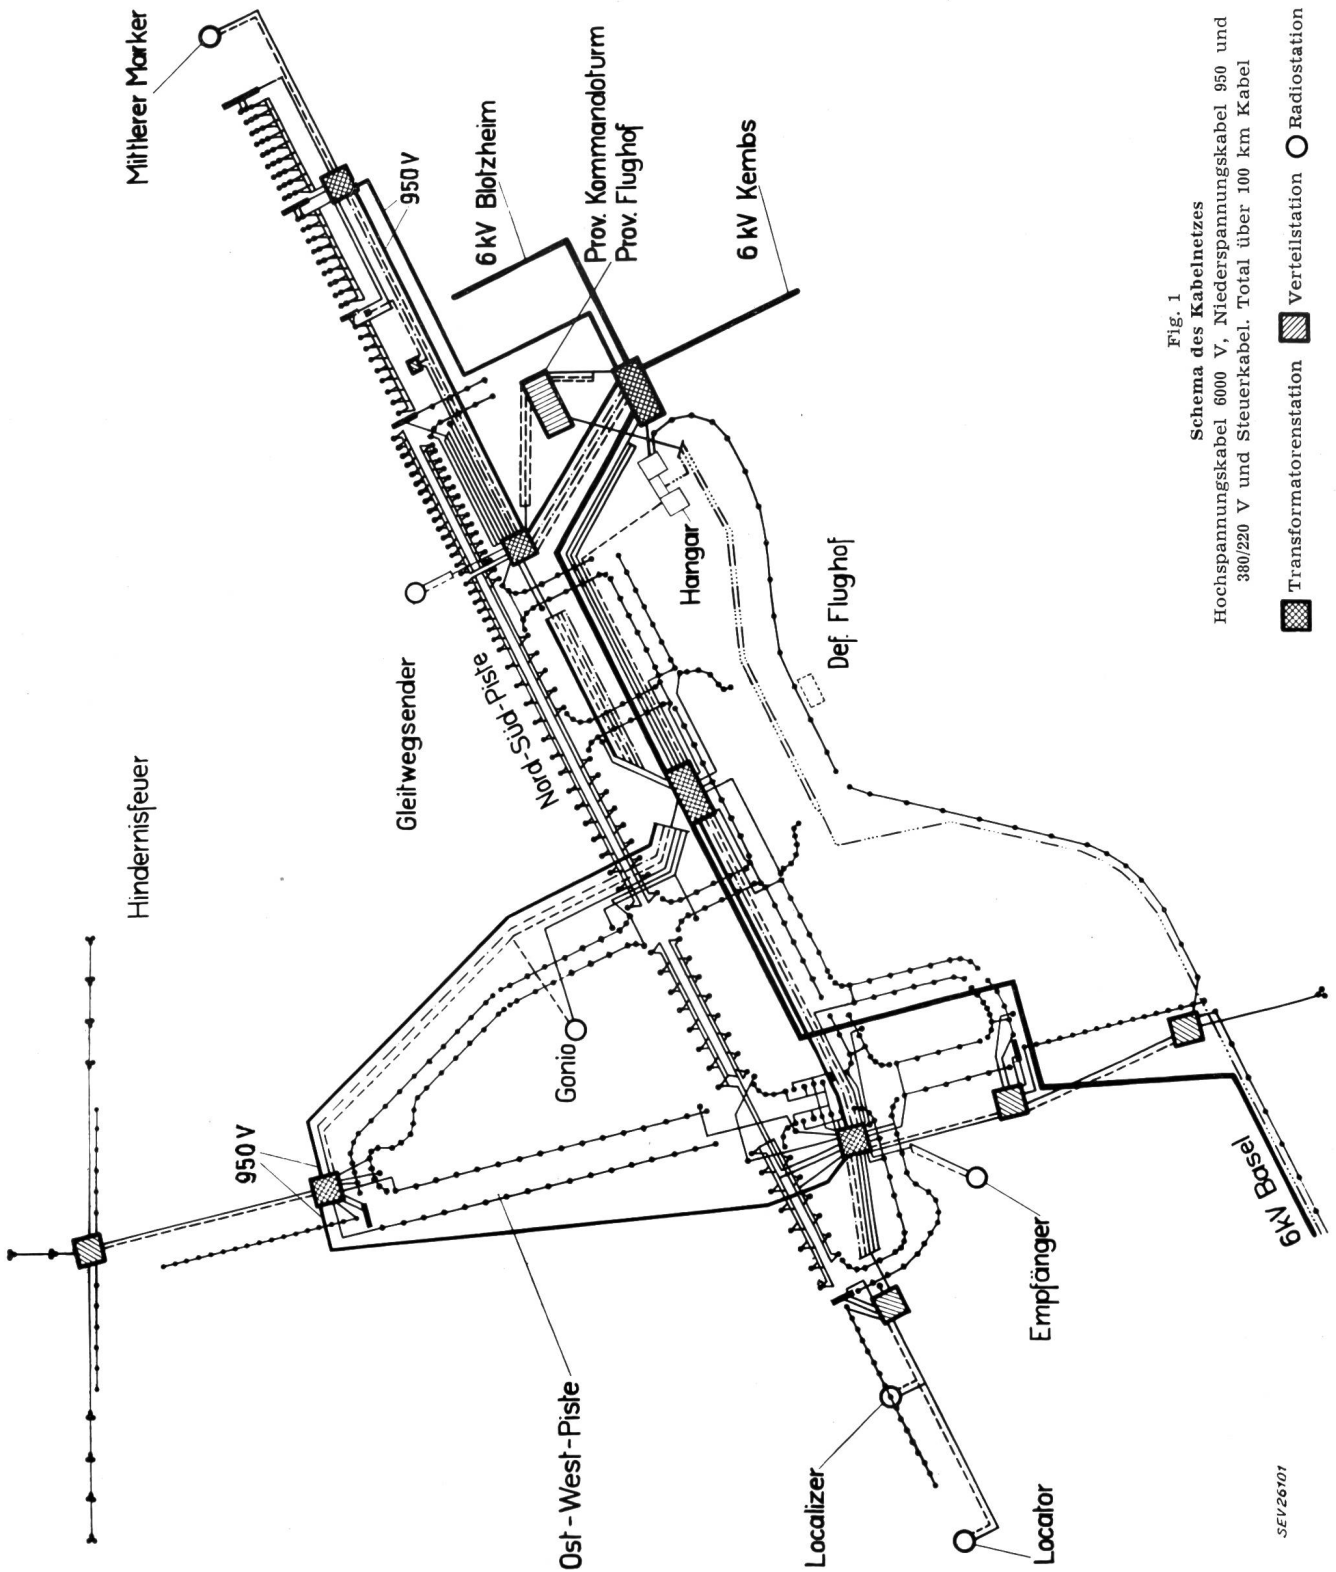 Mittlerer Marker
950 V
6 kV Blotzheim
Prov. Kommandoturm
Prov. Flughof
6 kV Kembs
Hindernisfeuer
Gleitwegsender
Nord-Süd-Piste
Hangar
Def. Flughof
Gonio
950 V
Ost-West-Piste
Empfänger
6 kV Basel
Localizer
Locator
Fig. 1
Schema des Kabelnetzes
Hochspannungskabel 6000 V, Niederspannungskabel 950 und
380/220 V und Steuerkabel. Total über 100 km Kabel
Transformatorenstation Verteilstation Radiostation
SEV26101